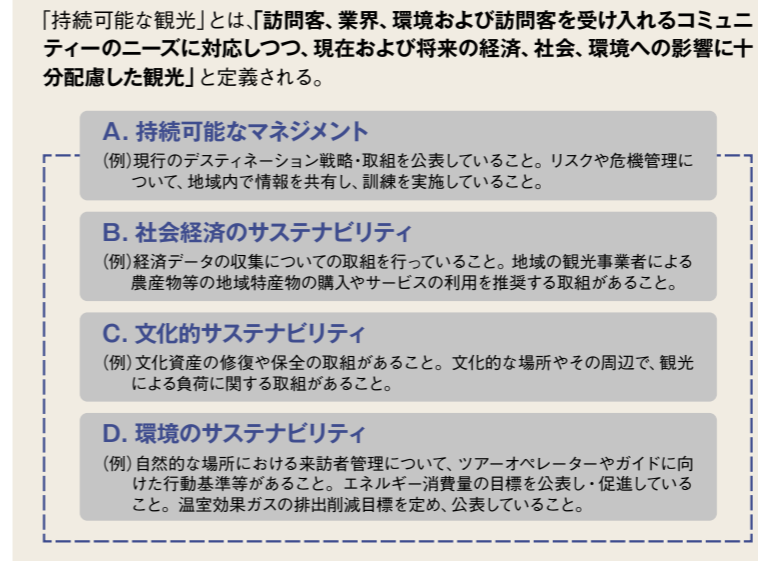 「持続可能な観光」とは、「訪問客、業界、環境および訪問客を受け入れるコミュニ
ティーのニーズに対応しつつ、現在および将来の経済、社会、環境への影響に十
分配慮した観光」と定義される。
A. 持続可能なマネジメント
（例）現行のデスティネーション戦略・取組を公表していること。リスクや危機管理に
ついて、地域内で情報を共有し、訓練を実施していること。
B. 社会経済のサステナビリティ
（例）経済データの収集についての取組を行っていること。地域の観光事業者による
農産物等の地域特産物の購入やサービスの利用を推奨する取組があること。
C. 文化的サステナビリティ
（例）文化資産の修復や保全の取組があること。文化的な場所やその周辺で、観光
による負荷に関する取組があること。
D. 環境のサステナビリティ
（例）自然的な場所における来訪者管理について、ツアーオペレーターやガイドに向
けた行動基準等があること。エネルギー消費量の目標を公表し・促進している
こと。温室効果ガスの排出削減目標を定め、公表していること。